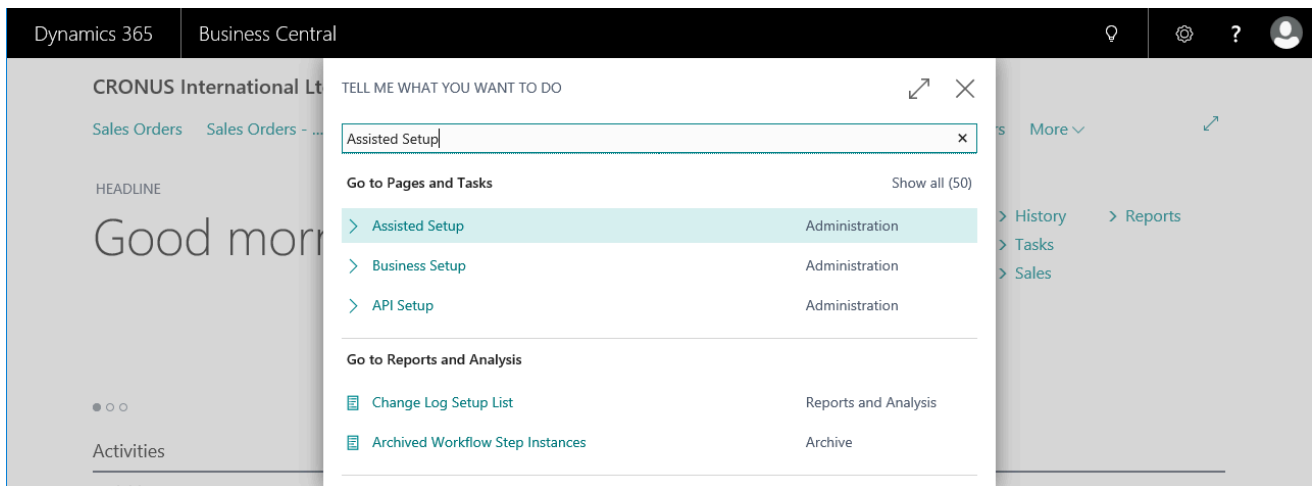 Dynamics 365 Business Central ?
CRONUS International Lt
TELL ME WHAT YOU WANT TO DO
Sales Orders Sales Orders - ... rs More
Assisted Setup
Go to Pages and Tasks Show all (50)
HEADLINE
Good morr
Assisted Setup Administration
Business Setup Administration
API Setup Administration
> History > Reports
> Tasks
> Sales
Go to Reports and Analysis
Change Log Setup List Reports and Analysis
Archived Workflow Step Instances Archive
Activities